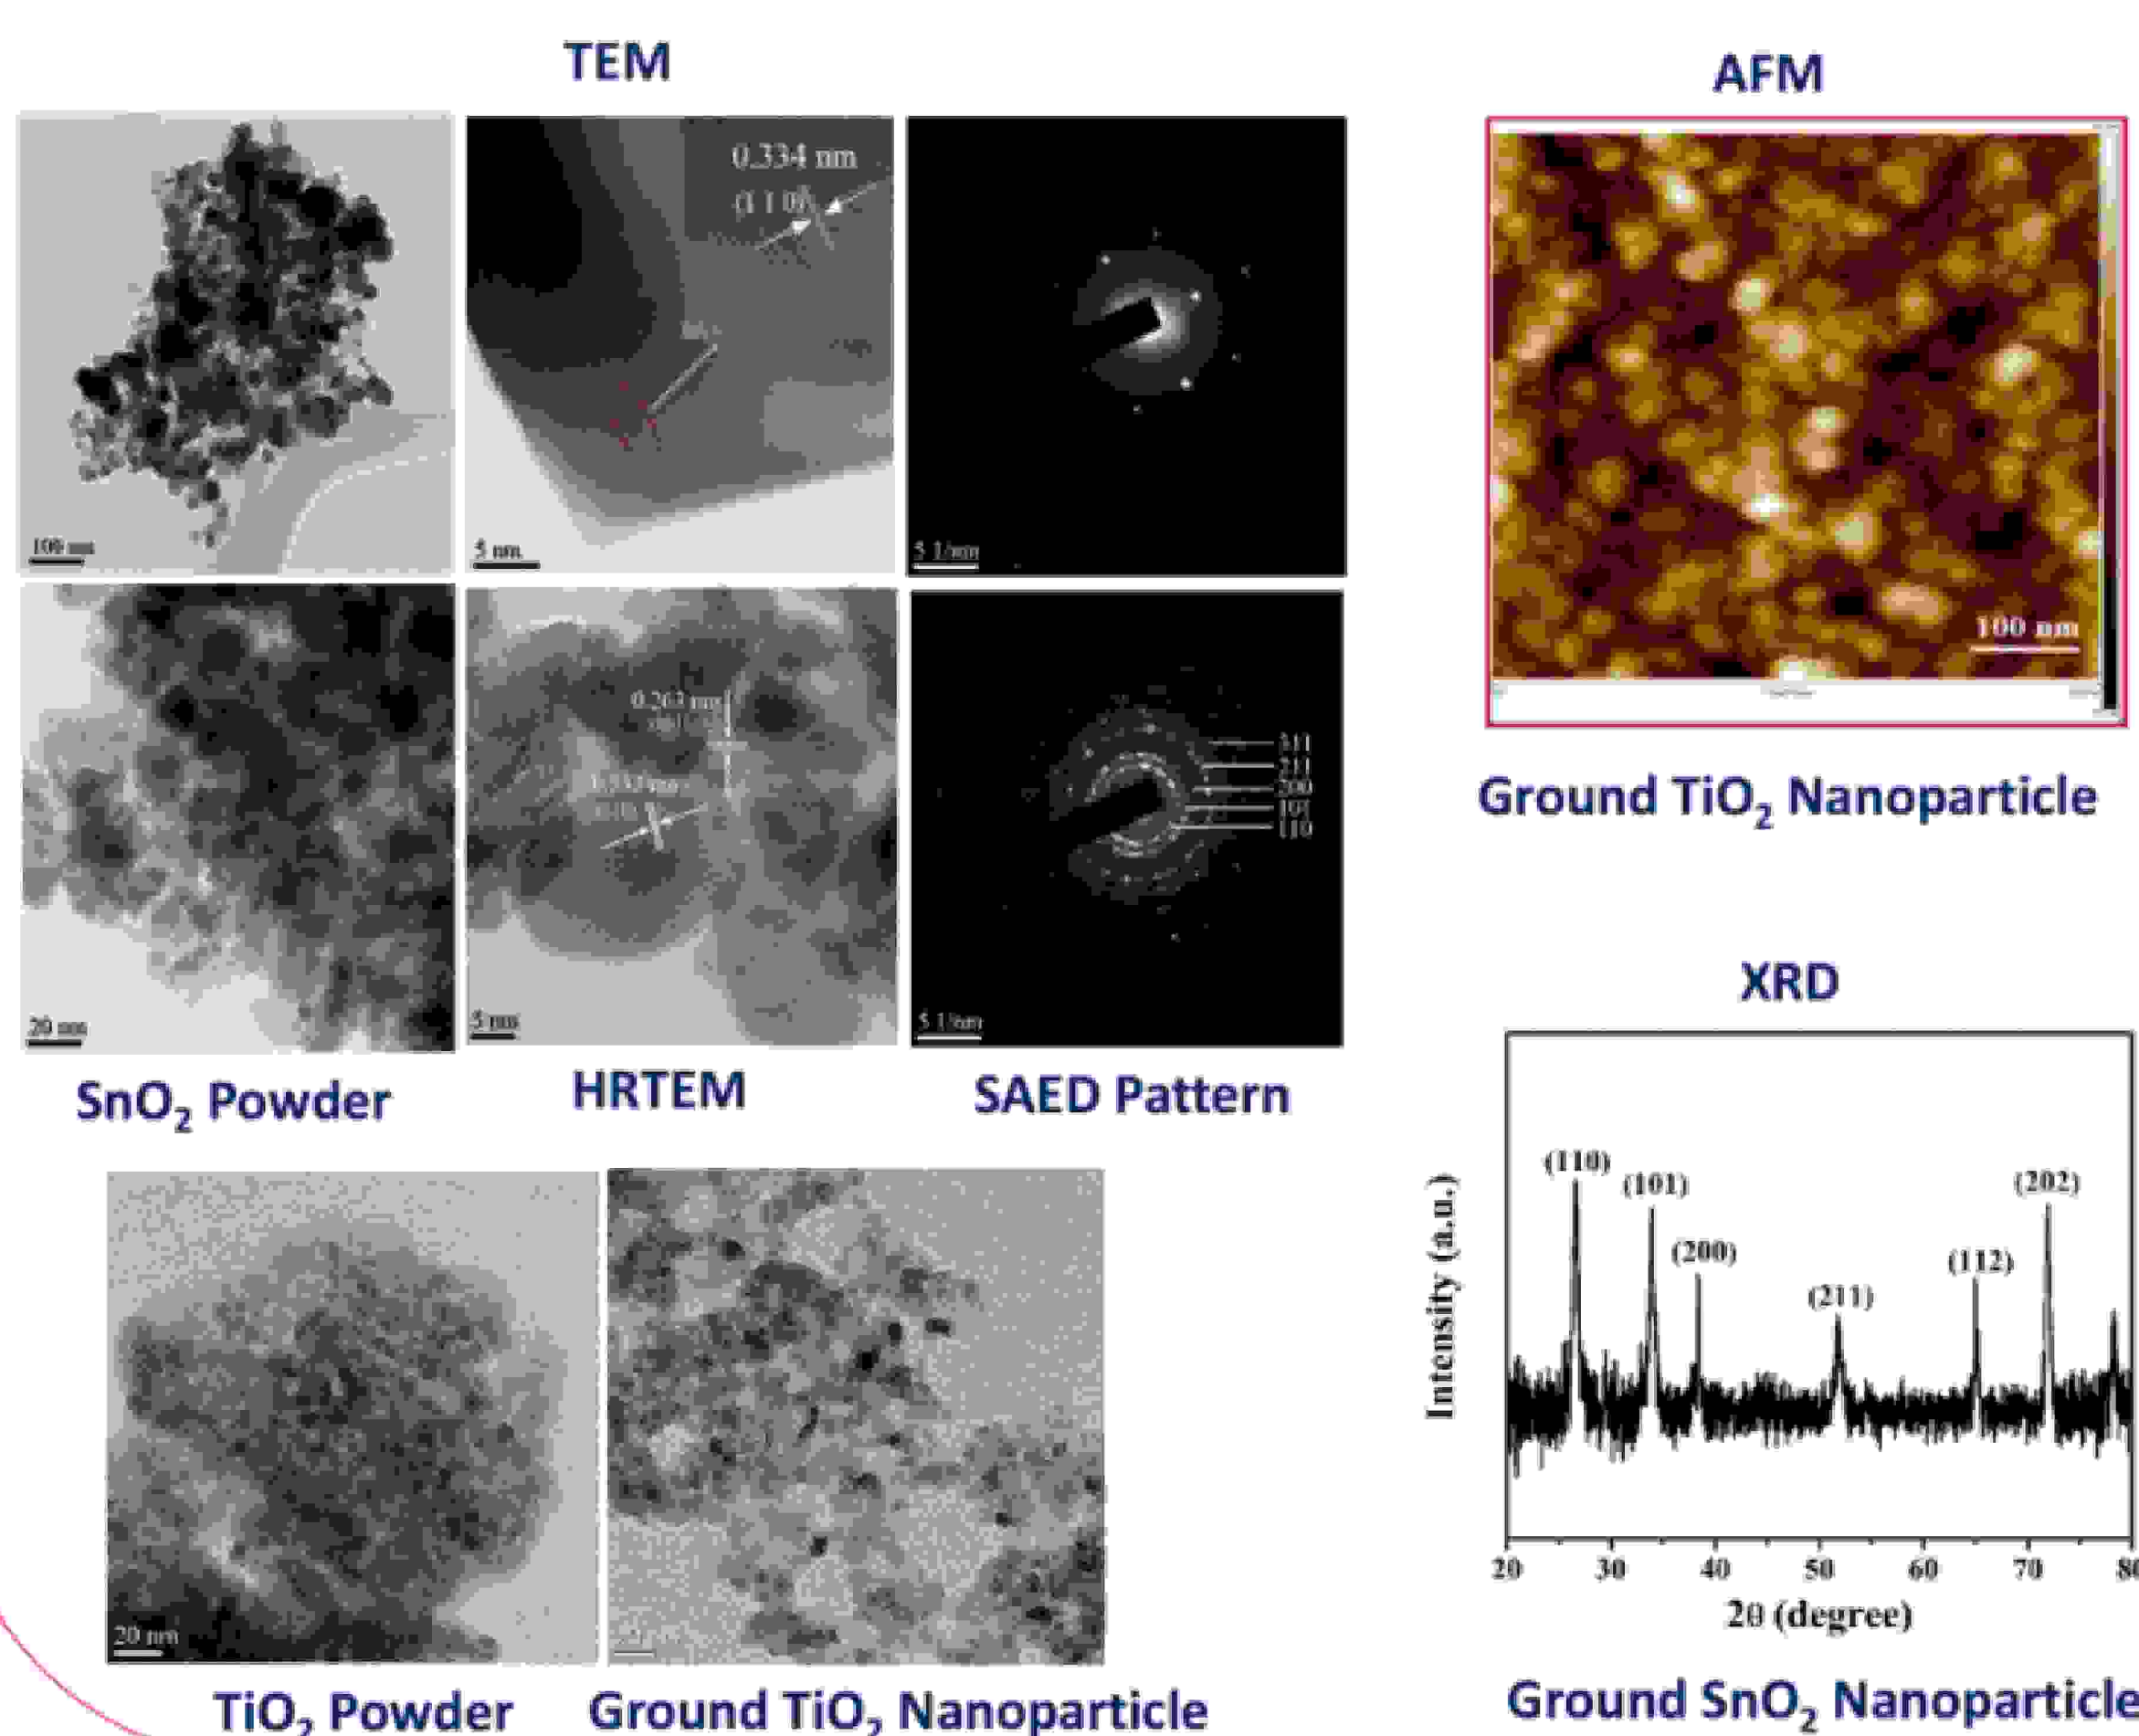 TEM
AFM
0.334 nm
(1 1 0)
100 nm
5 nm
5 1/nm
100 nm
Ground TiO₂ Nanoparticle
0.263 nm
211
200
101
110
20 nm
5 nm
5 1/nm
SnO₂ Powder
HRTEM
SAED Pattern
XRD
(110)
(101)
(200)
(211)
(112)
(202)
Intensity (a.u.)
20 30 40 50 60 70 80
2θ (degree)
Ground SnO₂ Nanoparticle
20 nm
TiO₂ Powder
Ground TiO₂ Nanoparticle